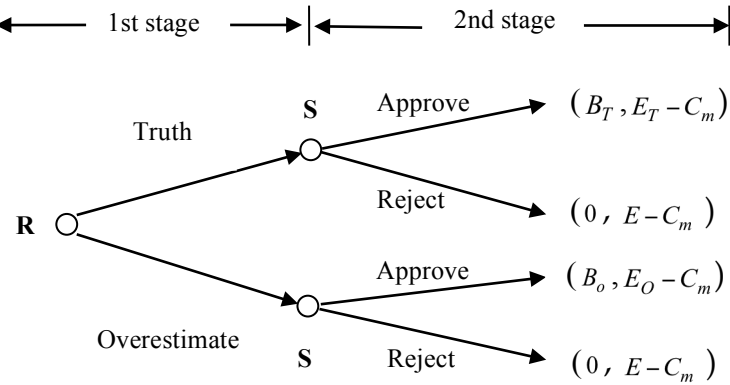 1st stage 2nd stage
S Approve (B_T, E_T − C_m)
Truth
Reject (0, E − C_m)
R
Approve (B_o, E_O − C_m)
Overestimate
S Reject (0, E − C_m)